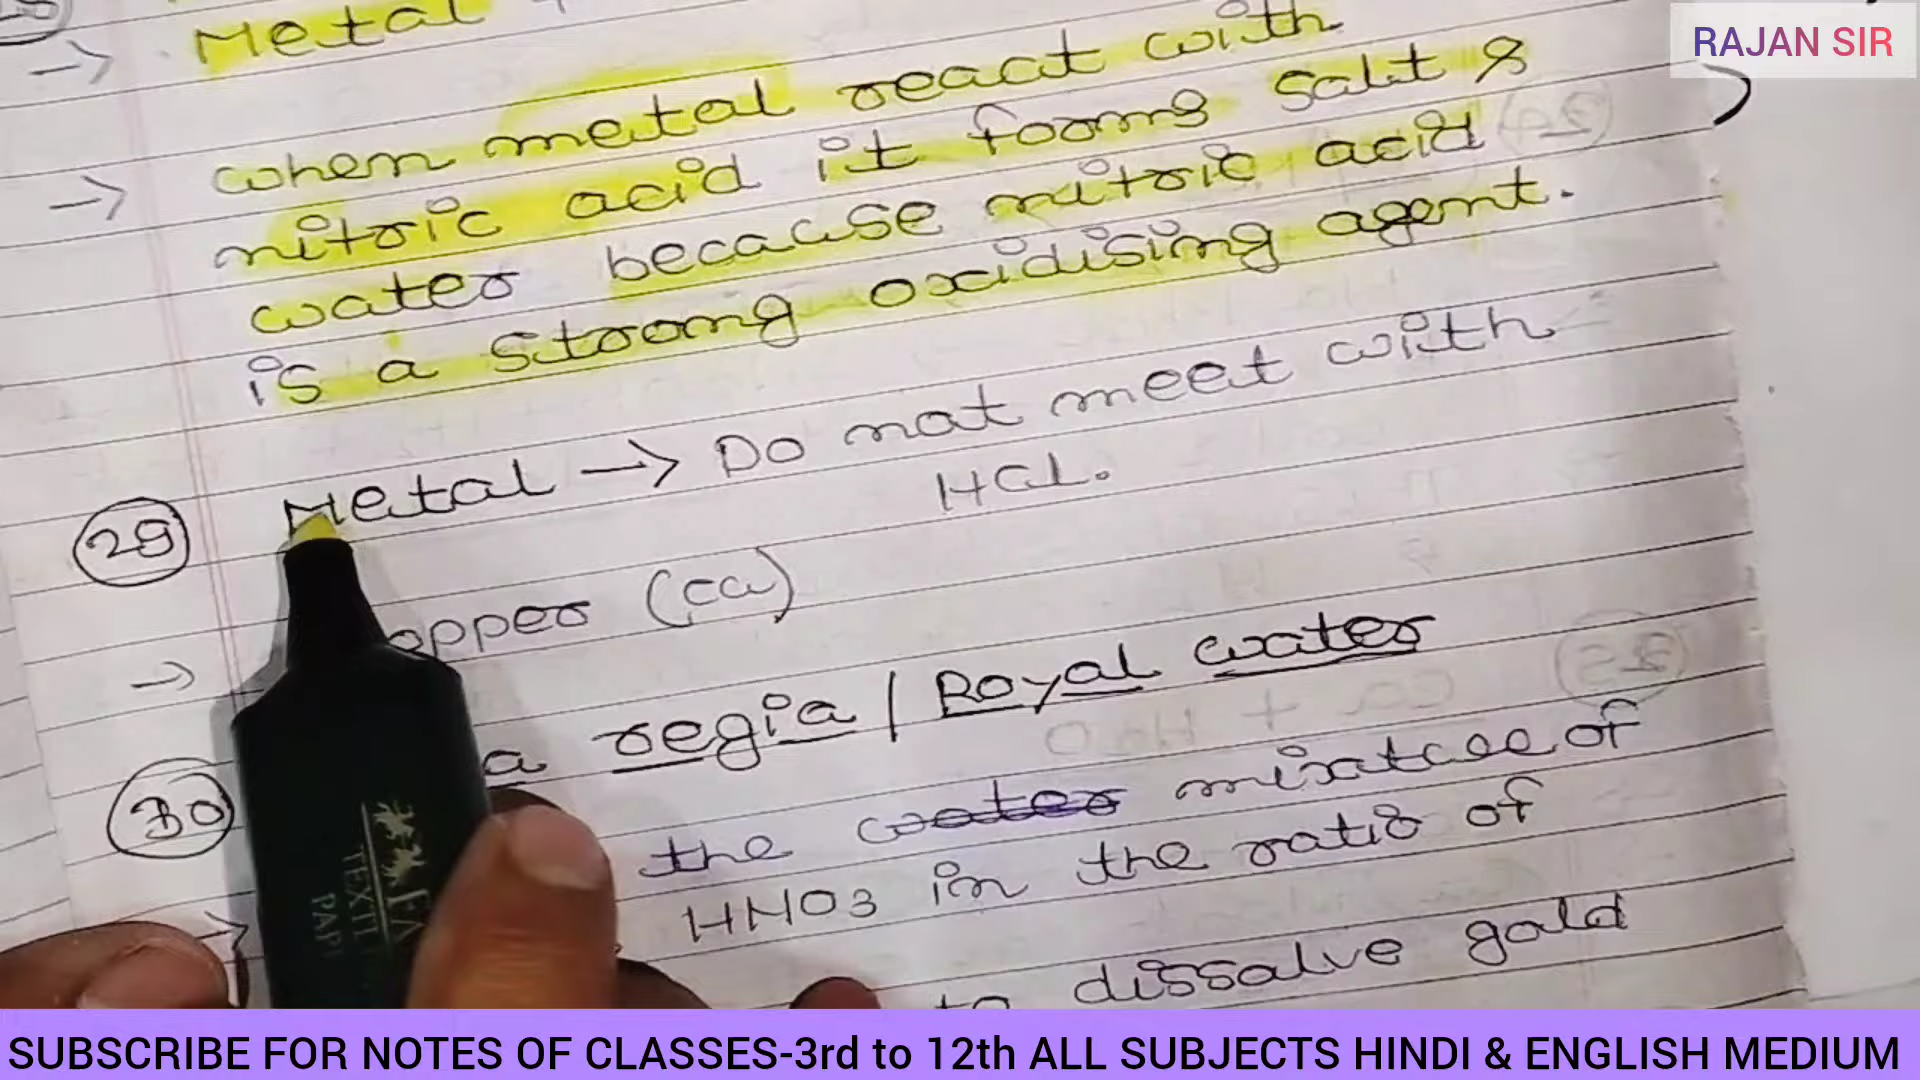 RAJAN SIR
→ Metal
→ when metal react with
nitric acid it forms salt &
water because nitric acid
is a strong oxidising agent.
29 Metal → Do not meet with
HCl.
→ opper (cu)
30 a regia / Royal water
→ the water mixture of
HNO3 in the ratio of
to dissolve gold
SUBSCRIBE FOR NOTES OF CLASSES-3rd to 12th ALL SUBJECTS HINDI & ENGLISH MEDIUM